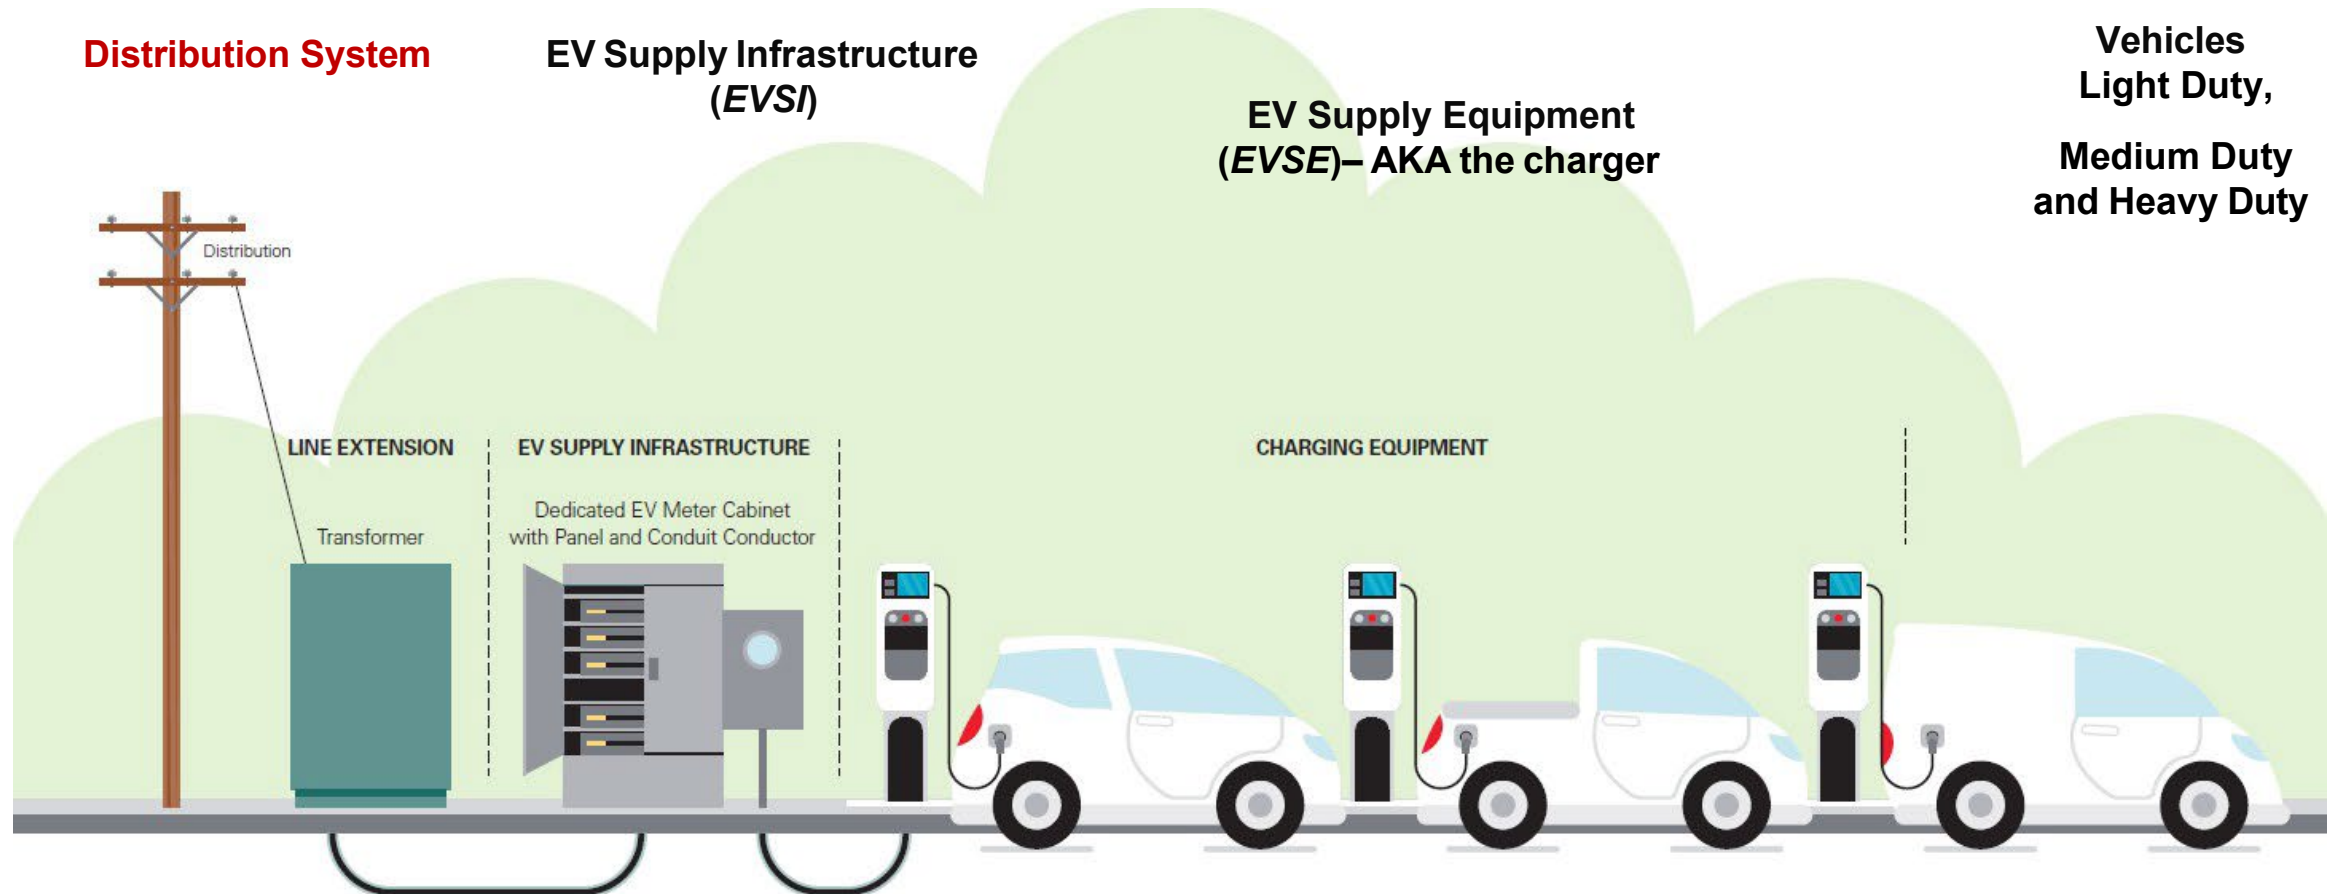 Distribution System
EV Supply Infrastructure
(EVSI)
EV Supply Equipment
(EVSE)– AKA the charger
Vehicles
Light Duty,
Medium Duty
and Heavy Duty
Distribution
LINE EXTENSION
EV SUPPLY INFRASTRUCTURE
CHARGING EQUIPMENT
Transformer
Dedicated EV Meter Cabinet
with Panel and Conduit Conductor